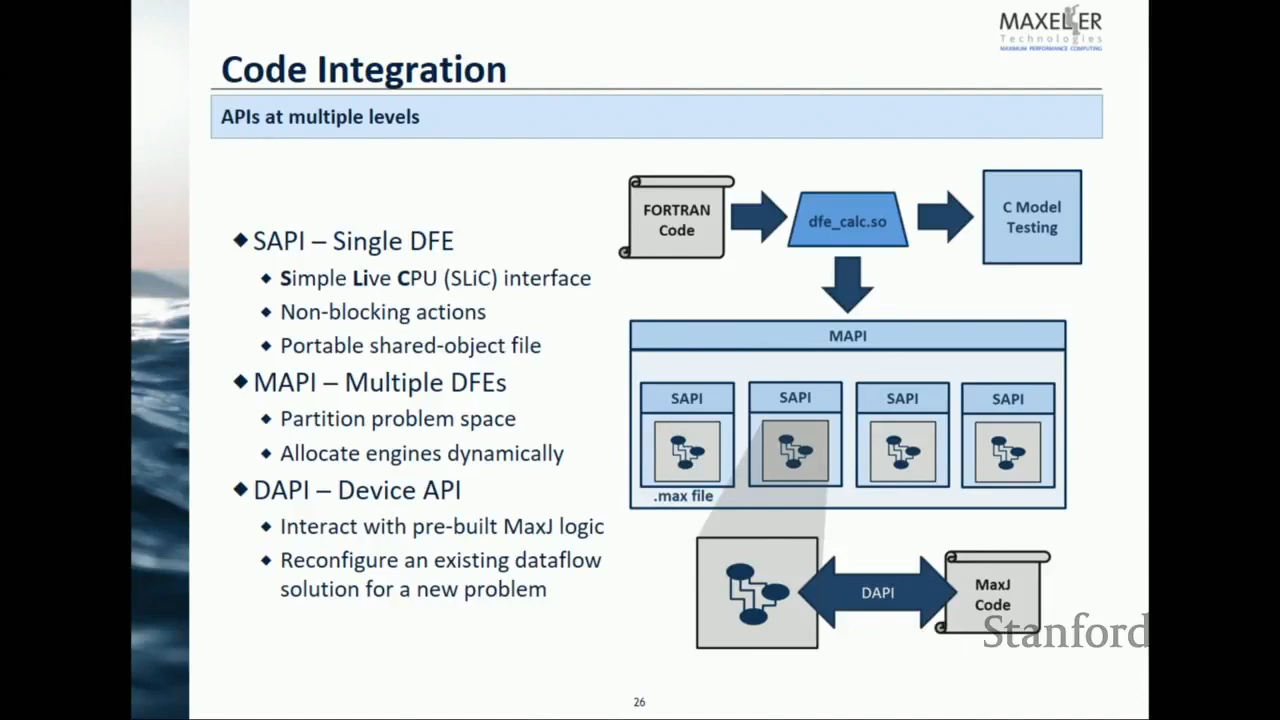 MAXELER
Technologies
MAXIMUM PERFORMANCE COMPUTING
Code Integration
APIs at multiple levels
SAPI – Single DFE
Simple Live CPU (SLiC) interface
Non-blocking actions
Portable shared-object file
MAPI – Multiple DFEs
Partition problem space
Allocate engines dynamically
DAPI – Device API
Interact with pre-built MaxJ logic
Reconfigure an existing dataflow
solution for a new problem
FORTRAN
Code
dfe_calc.so
C Model
Testing
MAPI
SAPI
SAPI
SAPI
SAPI
.max file
DAPI
MaxJ
Code
Stanford
26